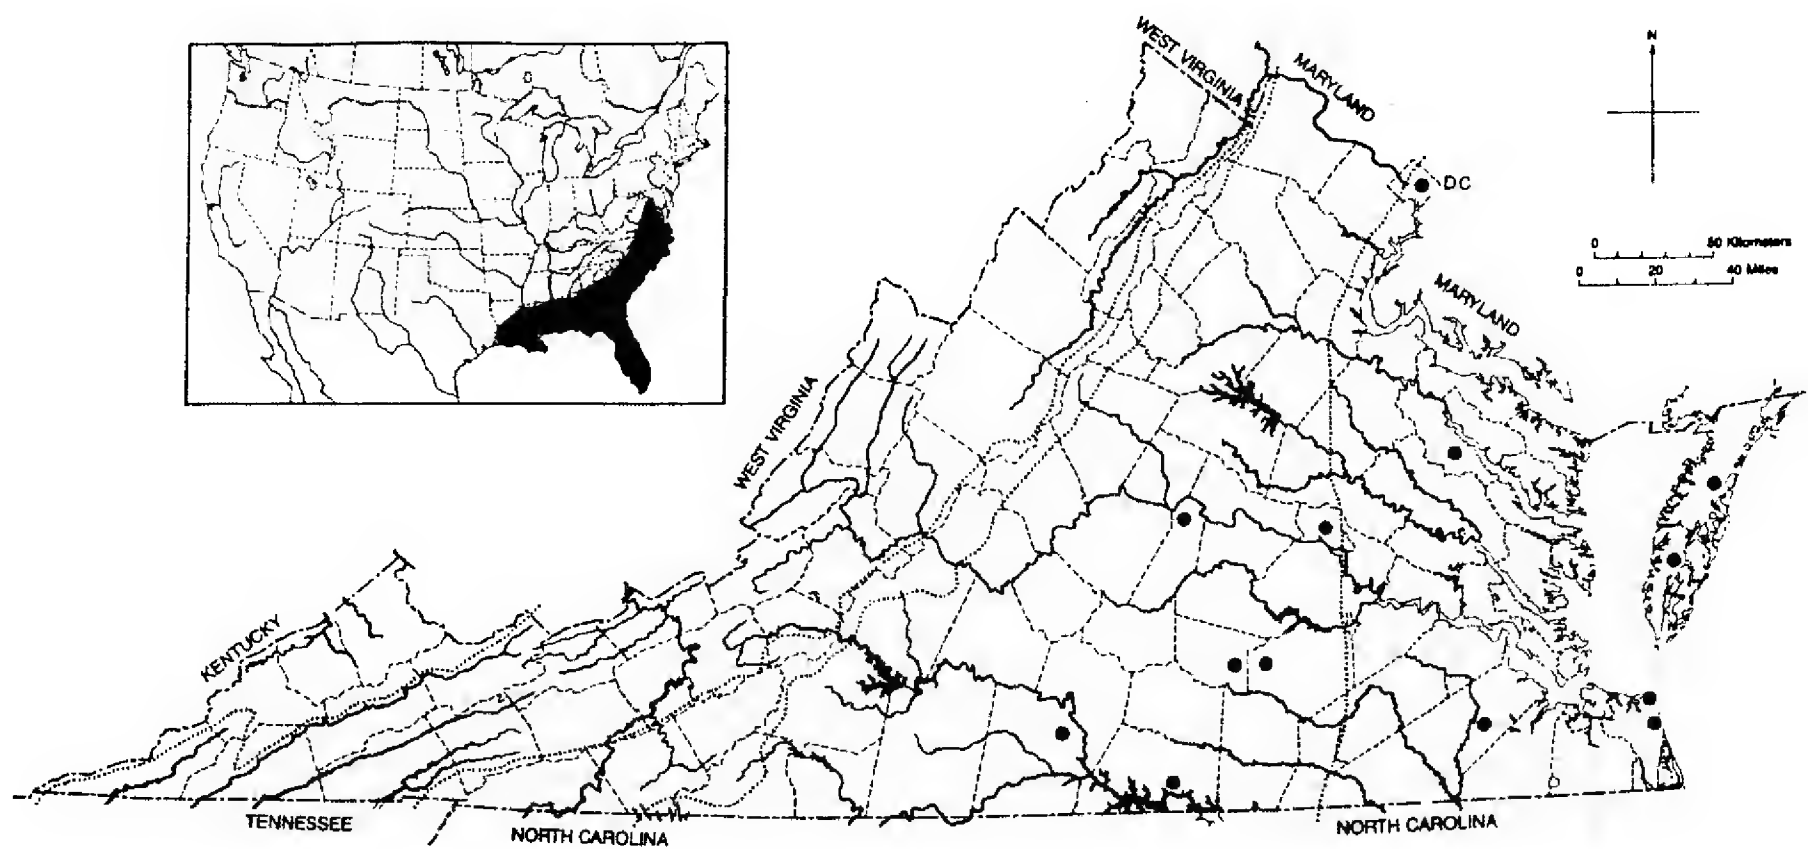 WEST VIRGINIA
MARYLAND
N
DC
0 50 Kilometers
0 20 40 Miles
MARYLAND
WEST VIRGINIA
KENTUCKY
TENNESSEE
NORTH CAROLINA
NORTH CAROLINA